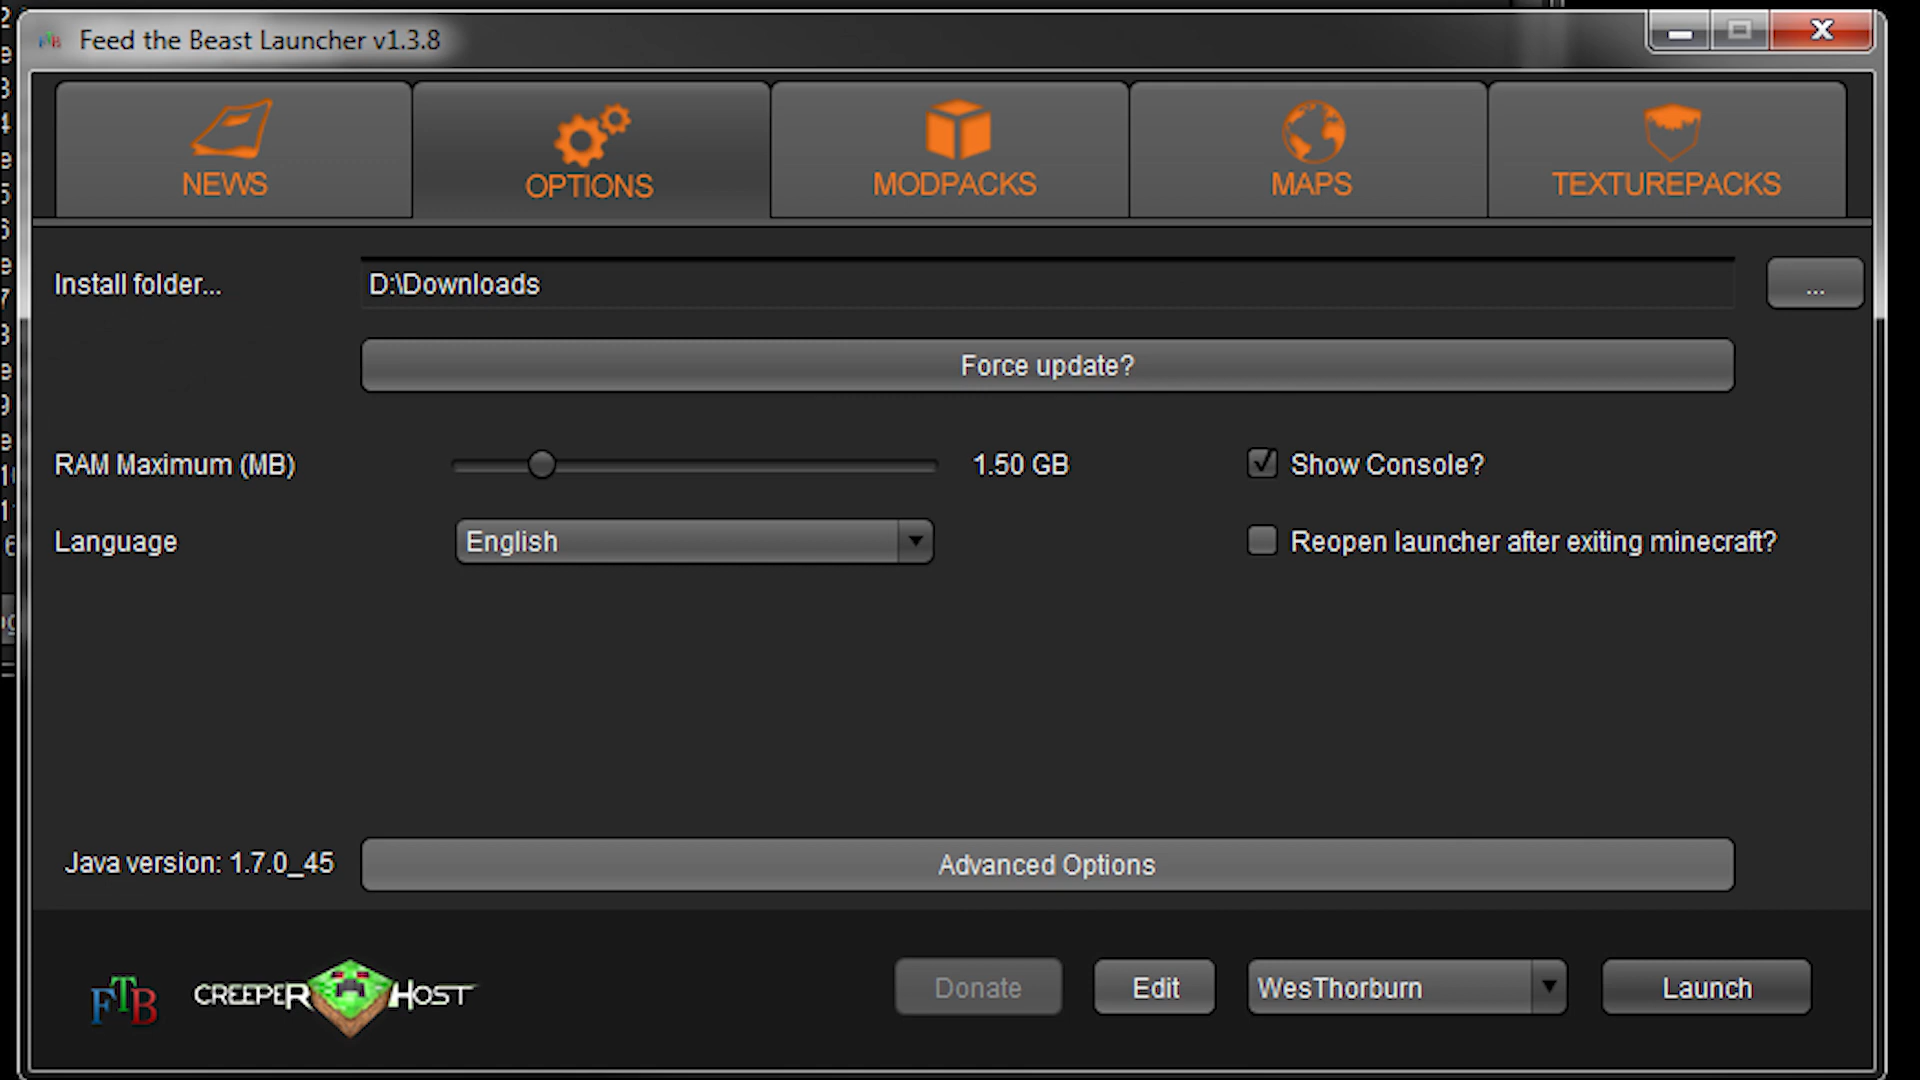 Feed the Beast Launcher v1.3.8
NEWS
OPTIONS
MODPACKS
MAPS
TEXTUREPACKS
Install folder...
D:\Downloads
...
Force update?
RAM Maximum (MB)
1.50 GB
Show Console?
Language
English
Reopen launcher after exiting minecraft?
Java version: 1.7.0_45
Advanced Options
FTB
CREEPER HOST
Donate
Edit
WesThorburn
Launch